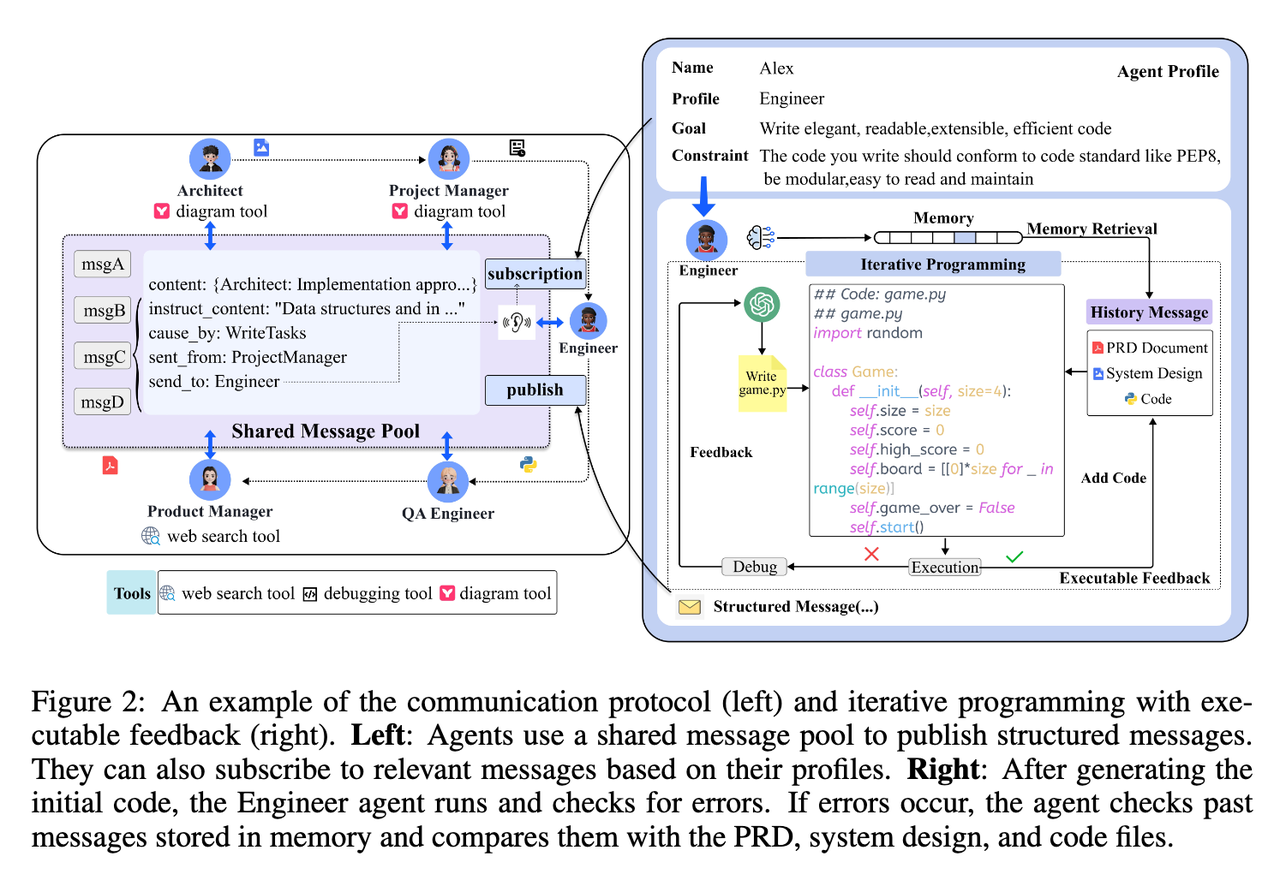 Architect
diagram tool
Project Manager
diagram tool
msgA
msgB
msgC
msgD
content: {Architect: Implementation appro...}
instruct_content: "Data structures and in ..."
cause_by: WriteTasks
sent_from: ProjectManager
send_to: Engineer
Shared Message Pool
subscription
Engineer
publish
Product Manager
web search tool
QA Engineer
Tools
web search tool
debugging tool
diagram tool
Agent Profile
Name Alex
Profile Engineer
Goal Write elegant, readable,extensible, efficient code
Constraint The code you write should conform to code standard like PEP8,
be modular,easy to read and maintain
Engineer
Memory
Memory Retrieval
Iterative Programming
Write
game.py
Feedback
## Code: game.py
## game.py
import random
class Game:
def __init__(self, size=4):
self.size = size
self.score = 0
self.high_score = 0
self.board = [[0]*size for _ in
range(size)]
self.game_over = False
self.start()
History Message
PRD Document
System Design
Code
Add Code
Debug
Execution
Executable Feedback
Structured Message(...)
Figure 2: An example of the communication protocol (left) and iterative programming with exe-
cutable feedback (right). Left: Agents use a shared message pool to publish structured messages.
They can also subscribe to relevant messages based on their profiles. Right: After generating the
initial code, the Engineer agent runs and checks for errors. If errors occur, the agent checks past
messages stored in memory and compares them with the PRD, system design, and code files.